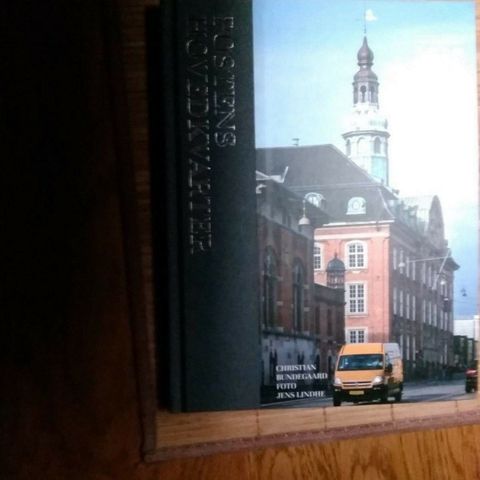 POSTENS
HOVEDKVARTER
CHRISTIAN
BUNDEGAARD
FOTO
JENS LINDHE